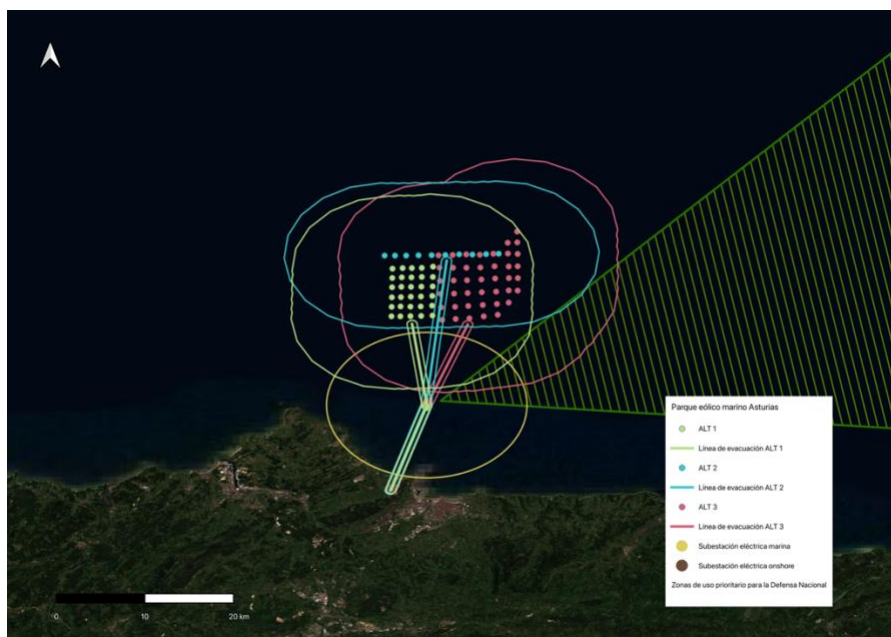 Parque eólico marino Asturias
ALT 1
Línea de evacuación ALT 1
ALT 2
Línea de evacuación ALT 2
ALT 3
Línea de evacuación ALT 3
Subestación eléctrica marina
Subestación eléctrica onshore
Zonas de uso prioritario para la Defensa Nacional
0 10 20 km